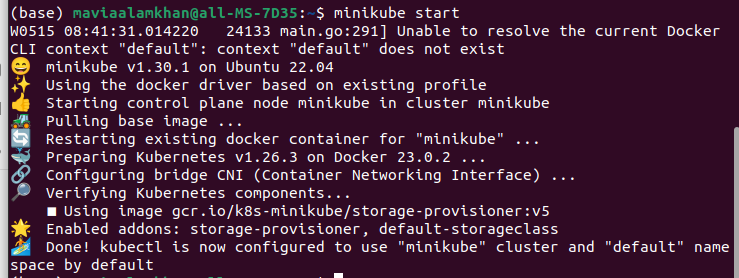 (base) maviaalamkhan@all-MS-7D35:~$ minikube start
W0515 08:41:31.014220   24133 main.go:291] Unable to resolve the current Docker
CLI context "default": context "default" does not exist
😄  minikube v1.30.1 on Ubuntu 22.04
✨  Using the docker driver based on existing profile
👍  Starting control plane node minikube in cluster minikube
🚜  Pulling base image ...
🔄  Restarting existing docker container for "minikube" ...
🐳  Preparing Kubernetes v1.26.3 on Docker 23.0.2 ...
🔗  Configuring bridge CNI (Container Networking Interface) ...
🔎  Verifying Kubernetes components...
    ▪ Using image gcr.io/k8s-minikube/storage-provisioner:v5
🌟  Enabled addons: storage-provisioner, default-storageclass
🏄  Done! kubectl is now configured to use "minikube" cluster and "default" name
space by default